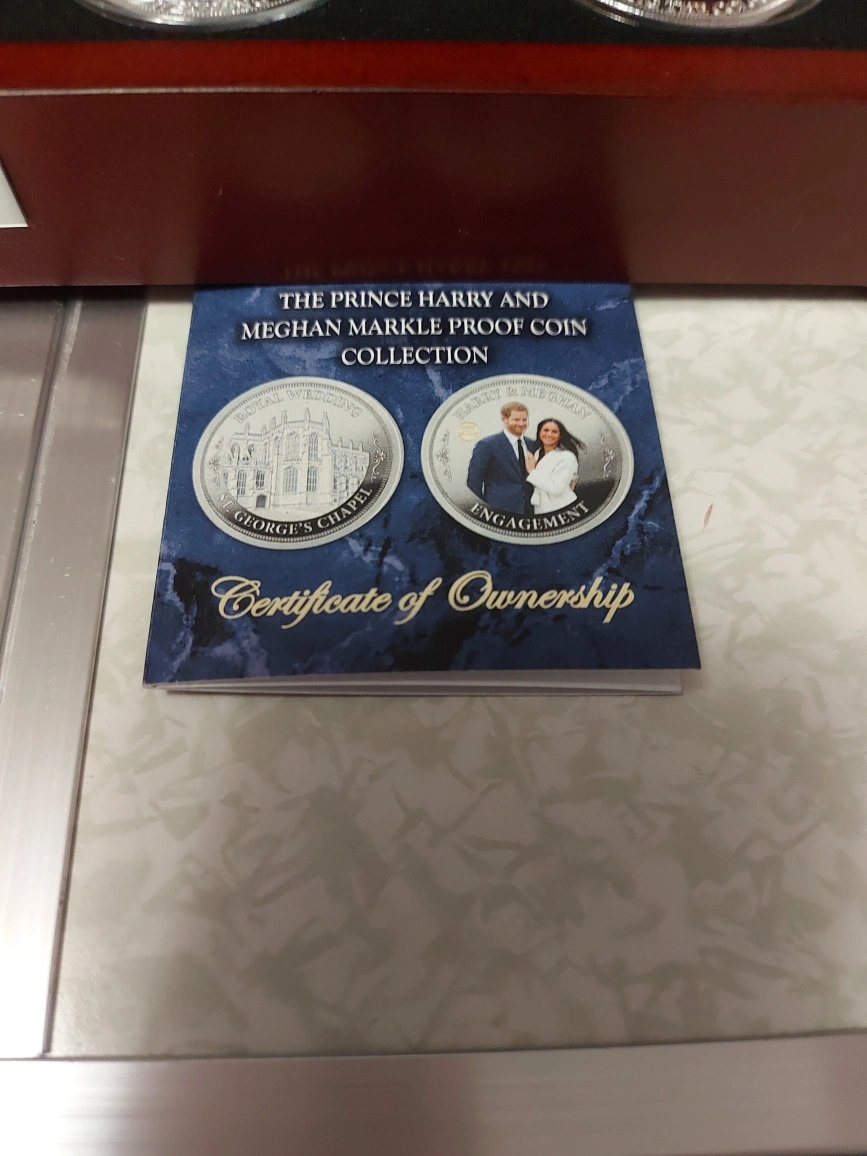 THE PRINCE HARRY AND
MEGHAN MARKLE PROOF COIN
COLLECTION
ROYAL WEDDING
ST. GEORGE'S CHAPEL
HARRY & MEGHAN
ENGAGEMENT
Certificate of Ownership